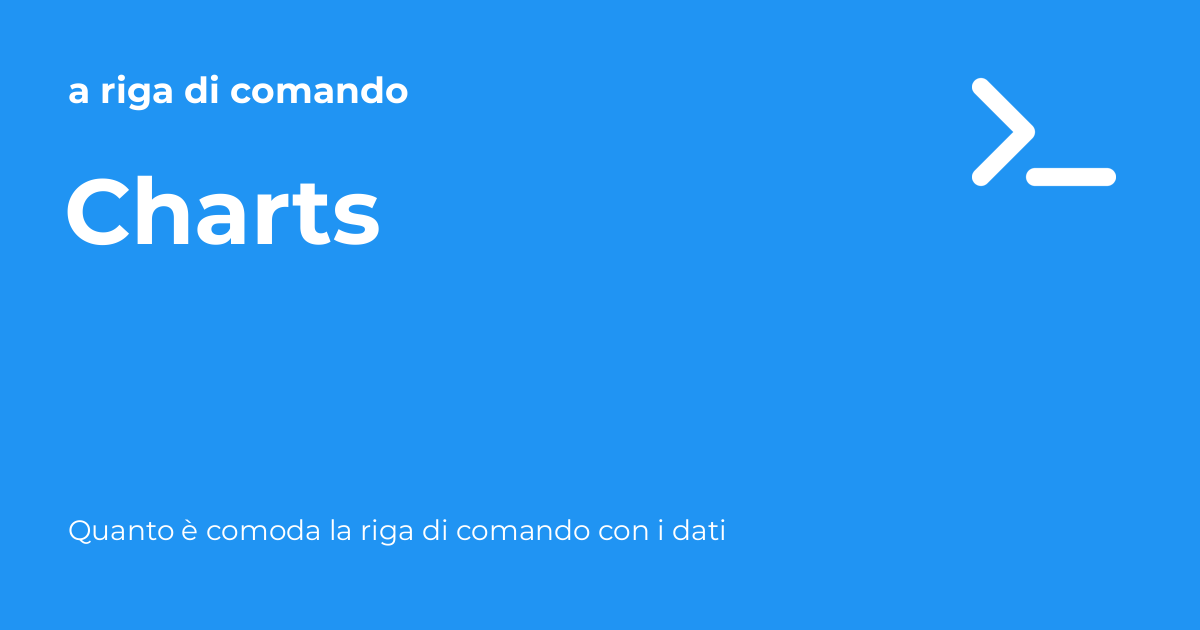 a riga di comando
Charts
Quanto è comoda la riga di comando con i dati